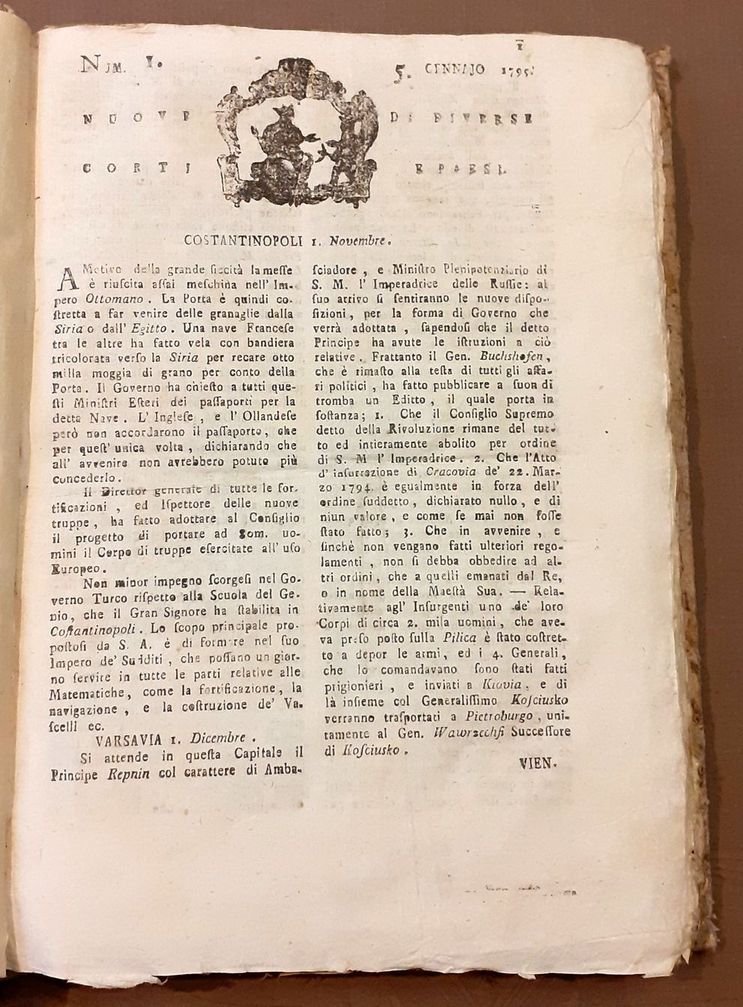 1
NUM. 1.
5. GENNAJO 1795.
NUOVE DI DIVERSE
CORTI E PAESI.
COSTANTINOPOLI 1. Novembre.
A Motivo della grande ſiccità la meſſe
è riuſcita aſſai meſchina nell' Im-
pero Ottomano. La Porta è quindi co-
ſtretta a far venire delle granaglie dalla
Siria o dall' Egitto. Una nave Franceſe
tra le altre ha fatto vela con bandiera
tricolorata verſo la Siria per recare otto
milla moggia di grano per conto della
Porta. Il Governo ha chieſto a tutti que-
ſti Miniſtri Eſteri dei paſſaporti per la
detta Nave. L' Ingleſe, e l' Ollandeſe
però non accordarono il paſſaporto, che
per queſt' unica volta, dichiarando che
all' avvenire non avrebbero potuto più
concederlo.
Il Direttor generale di tutte le for-
tificazioni, ed Iſpettore delle nuove
truppe, ha fatto adottare al Conſiglio
il progetto di portare ad 80m. uo-
mini il Corpo di truppe eſercitate all' uſo
Europeo.
Non minor impegno ſcorgeſi nel Go-
verno Turco riſpetto alla Scuola del Ge-
nio, che il Gran Signore ha ſtabilita in
Coſtantinopoli. Lo ſcopo principale pro-
poſtoſi da S. A. è di formare nel ſuo
Impero de' Sudditi, che poſſano un gior-
no ſervire in tutte le parti relative alle
Matematiche, come la fortificazione, la
navigazione, e la coſtruzione de' Va-
ſcelli ec.
VARSAVIA 1. Dicembre.
Si attende in queſta Capitale il
Principe Repnin col carattere di Amba-
ſciadore, e Miniſtro Plenipotenziario di
S. M. l' Imperadrice delle Ruſſie: al
ſuo arrivo ſi ſentiranno le nuove diſpo-
ſizioni, per la forma di Governo che
verrà adottata, ſapendoſi che il detto
Principe ha avute le iſtruzioni a ciò
relative. Frattanto il Gen. Buchshofen,
che è rimaſto alla teſta di tutti gli affa-
ri politici, ha fatto pubblicare a ſuon di
tromba un Editto, il quale porta in
ſoſtanza; 1. Che il Conſiglio Supremo
detto della Rivoluzione rimane del tut-
to ed intieramente abolito per ordine
di S. M l' Imperadrice. 2. Che l'Atto
d' inſurrezione di Cracovia de' 22. Mar-
zo 1794. è egualmente in forza dell'
ordine ſuddetto, dichiarato nullo, e di
niun valore, e come ſe mai non foſſe
ſtato fatto; 3. Che in avvenire, e
ſinchè non vengano fatti ulteriori rego-
lamenti, non ſi debba obbedire ad al-
tri ordini, che a quelli emanati dal Re,
o in nome della Maeſtà Sua. — Rela-
tivamente agl' Inſurgenti uno de' loro
Corpi di circa 2. mila uomini, che ave-
va preſo poſto ſulla Pilica è ſtato coſtret-
to a depor le armi, ed i 4. Generali,
che lo comandavano ſono ſtati fatti
prigionieri, e inviati a Kiovia, e di
là inſieme col Generaliſſimo Koſciusko
verranno traſportati a Pietroburgo, uni-
tamente al Gen. Wawrzechſi Succeſſore
di Koſciusko.
VIEN.